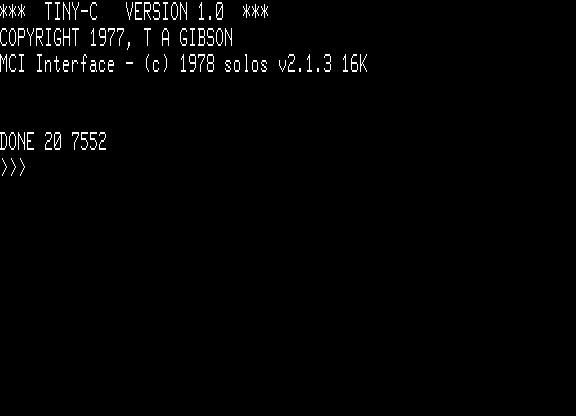 ***  TINY-C   VERSION 1.0  ***
COPYRIGHT 1977, T A GIBSON
MCI Interface - (c) 1978 solos v2.1.3 16K
DONE 20 7552
>>>